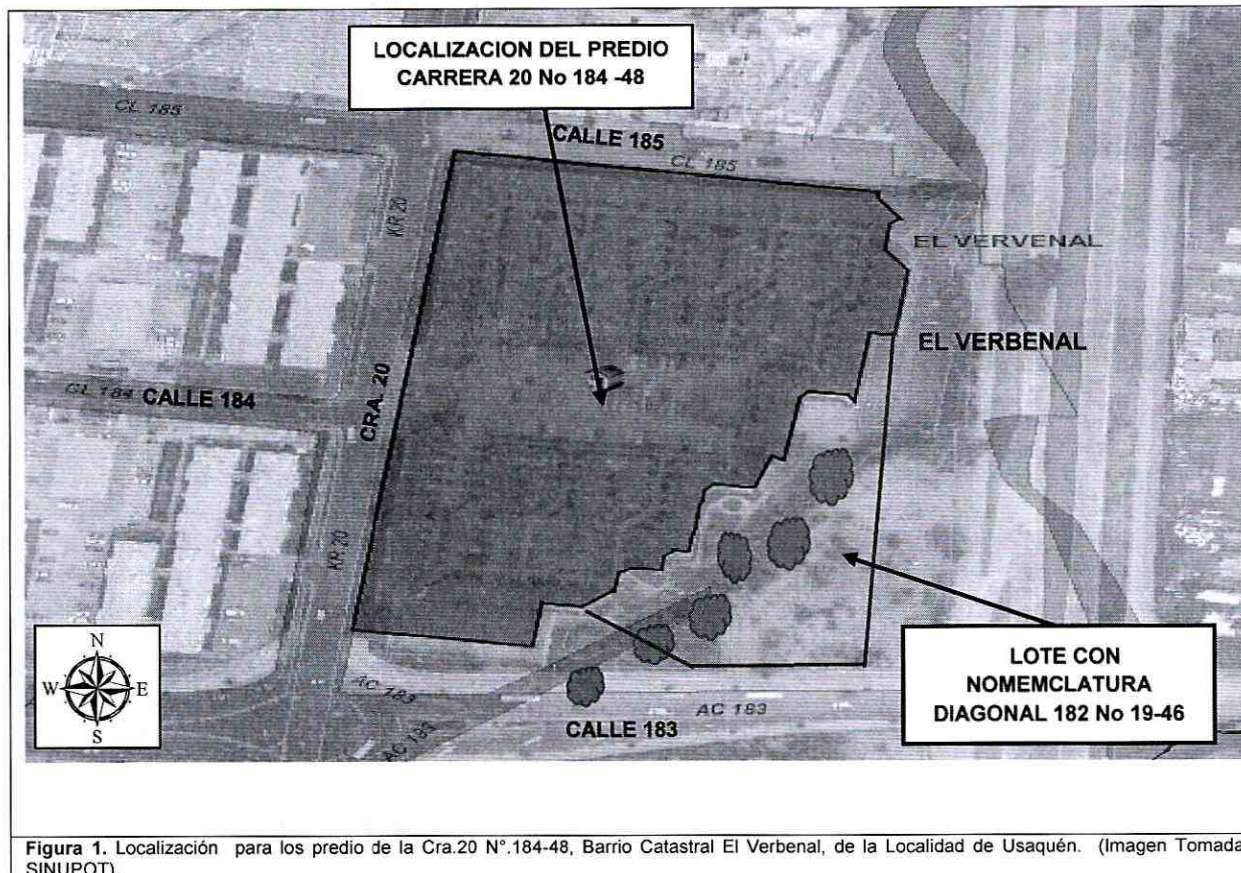 LOCALIZACION DEL PREDIO
CARRERA 20 No 184 -48
CL 185
CALLE 185
CL 185
KR 20
EL VERVENAL
EL VERBENAL
CL 184
CALLE 184
CRA. 20
KR 20
N
W
E
S
LOTE CON
NOMEMCLATURA
DIAGONAL 182 No 19-46
AC 183
AC 183
AC 183
CALLE 183
Figura 1. Localización para los predio de la Cra.20 N°.184-48, Barrio Catastral El Verbenal, de la Localidad de Usaquén. (Imagen Tomada
SINUPOT)